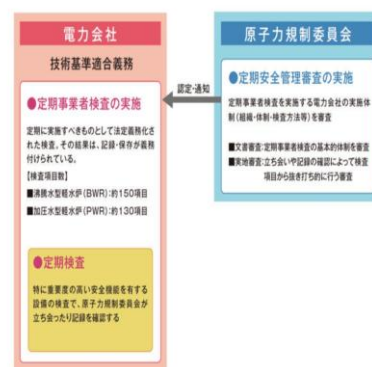 電力会社
技術基準適合義務
●定期事業者検査の実施
定期に実施すべきものとして法定義務化さ
れた検査。その結果は、記録・保存が義務
付けられている。
【検査項目数】
■沸騰水型軽水炉(BWR):約150項目
■加圧水型軽水炉(PWR):約130項目
●定期検査
特に重要度の高い安全機能を有する
設備の検査で、原子力規制委員会が
立ち会ったり記録を確認する
認定・通知
原子力規制委員会
●定期安全管理審査の実施
定期事業者検査を実施する電力会社の実施体
制(組織・体制・検査方法等)を審査
■文書審査:定期事業者検査の基本的体制を審査
■実地審査:立ち会いや記録の確認によって検査
項目から抜き打ち的に行う審査